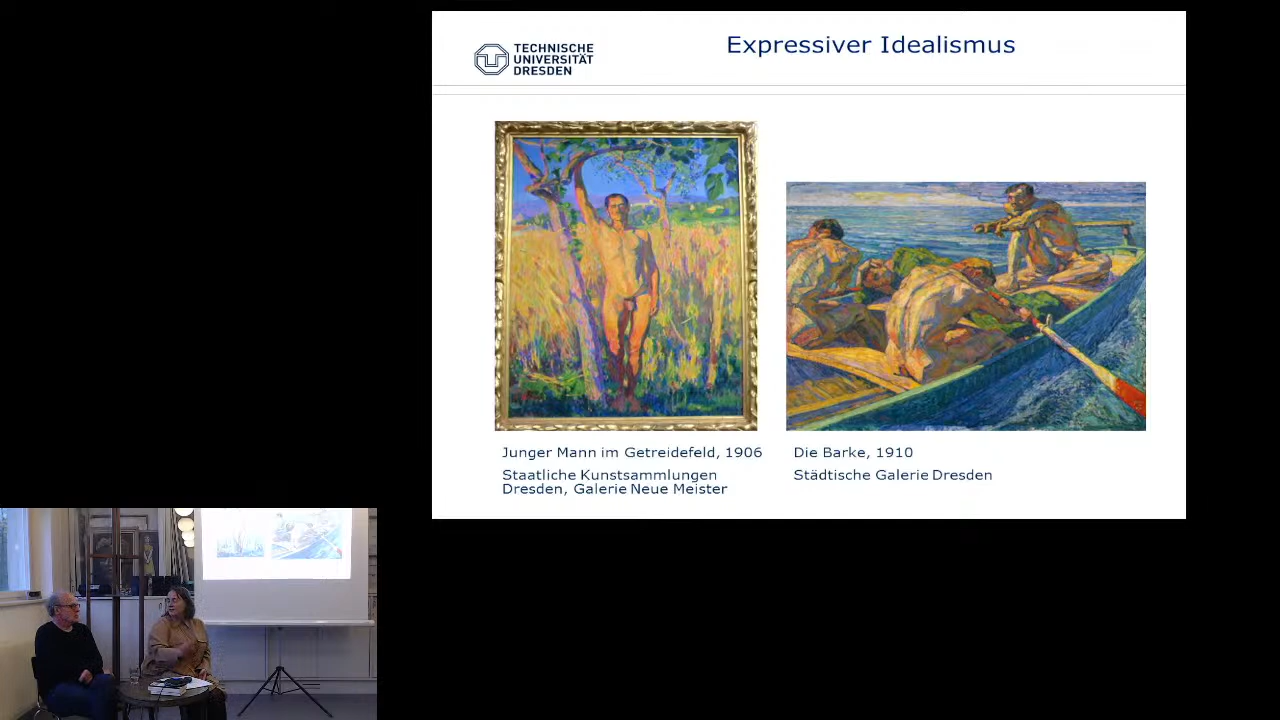 TECHNISCHE
UNIVERSITÄT
DRESDEN
Expressiver Idealismus
Junger Mann im Getreidefeld, 1906
Staatliche Kunstsammlungen
Dresden, Galerie Neue Meister
Die Barke, 1910
Städtische Galerie Dresden